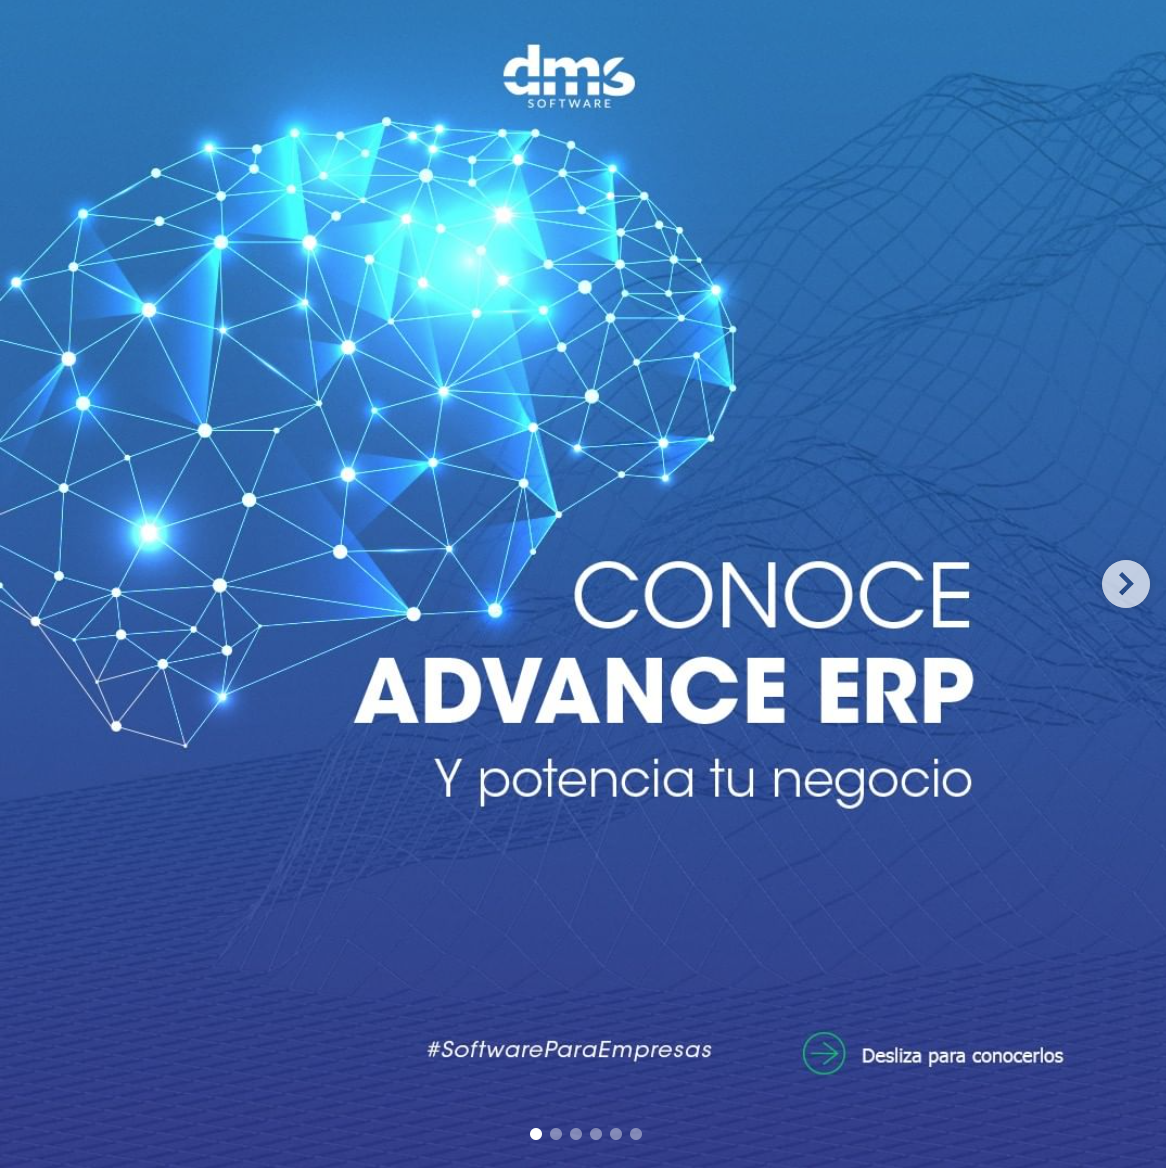 dms
SOFTWARE
CONOCE
ADVANCE ERP
Y potencia tu negocio
#SoftwareParaEmpresas
Desliza para conocerlos